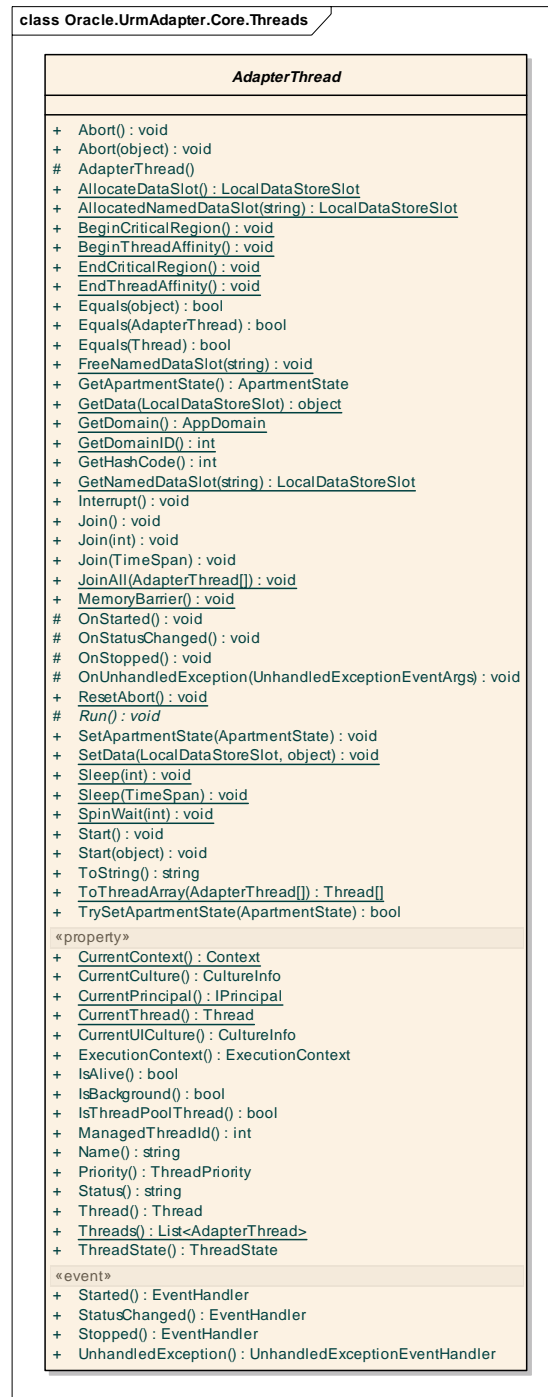 class Oracle.UrmAdapter.Core.Threads
AdapterThread
+ Abort() : void
+ Abort(object) : void
# AdapterThread()
+ AllocateDataSlot() : LocalDataStoreSlot
+ AllocatedNamedDataSlot(string) : LocalDataStoreSlot
+ BeginCriticalRegion() : void
+ BeginThreadAffinity() : void
+ EndCriticalRegion() : void
+ EndThreadAffinity() : void
+ Equals(object) : bool
+ Equals(AdapterThread) : bool
+ Equals(Thread) : bool
+ FreeNamedDataSlot(string) : void
+ GetApartmentState() : ApartmentState
+ GetData(LocalDataStoreSlot) : object
+ GetDomain() : AppDomain
+ GetDomainID() : int
+ GetHashCode() : int
+ GetNamedDataSlot(string) : LocalDataStoreSlot
+ Interrupt() : void
+ Join() : void
+ Join(int) : void
+ Join(TimeSpan) : void
+ JoinAll(AdapterThread[]) : void
+ MemoryBarrier() : void
# OnStarted() : void
# OnStatusChanged() : void
# OnStopped() : void
# OnUnhandledException(UnhandledExceptionEventArgs) : void
+ ResetAbort() : void
# Run() : void
+ SetApartmentState(ApartmentState) : void
+ SetData(LocalDataStoreSlot, object) : void
+ Sleep(int) : void
+ Sleep(TimeSpan) : void
+ SpinWait(int) : void
+ Start() : void
+ Start(object) : void
+ ToString() : string
+ ToThreadArray(AdapterThread[]) : Thread[]
+ TrySetApartmentState(ApartmentState) : bool
«property»
+ CurrentContext() : Context
+ CurrentCulture() : CultureInfo
+ CurrentPrincipal() : IPrincipal
+ CurrentThread() : Thread
+ CurrentUICulture() : CultureInfo
+ ExecutionContext() : ExecutionContext
+ IsAlive() : bool
+ IsBackground() : bool
+ IsThreadPoolThread() : bool
+ ManagedThreadId() : int
+ Name() : string
+ Priority() : ThreadPriority
+ Status() : string
+ Thread() : Thread
+ Threads() : List<AdapterThread>
+ ThreadState() : ThreadState
«event»
+ Started() : EventHandler
+ StatusChanged() : EventHandler
+ Stopped() : EventHandler
+ UnhandledException() : UnhandledExceptionEventHandler